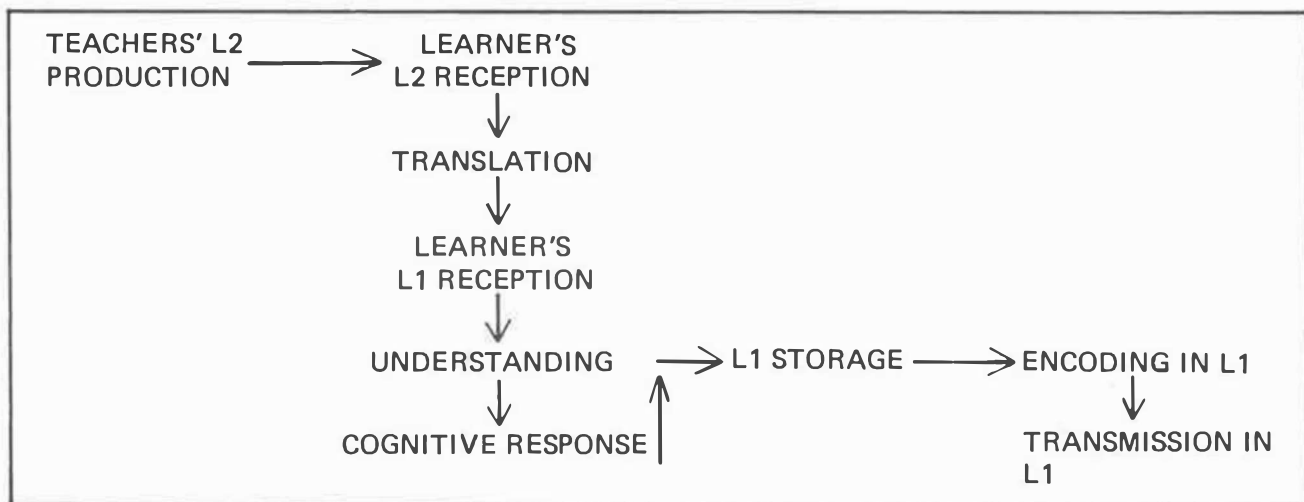 TEACHERS' L2
PRODUCTION
LEARNER'S
L2 RECEPTION
TRANSLATION
LEARNER'S
L1 RECEPTION
UNDERSTANDING
L1 STORAGE
ENCODING IN L1
COGNITIVE RESPONSE
TRANSMISSION IN
L1